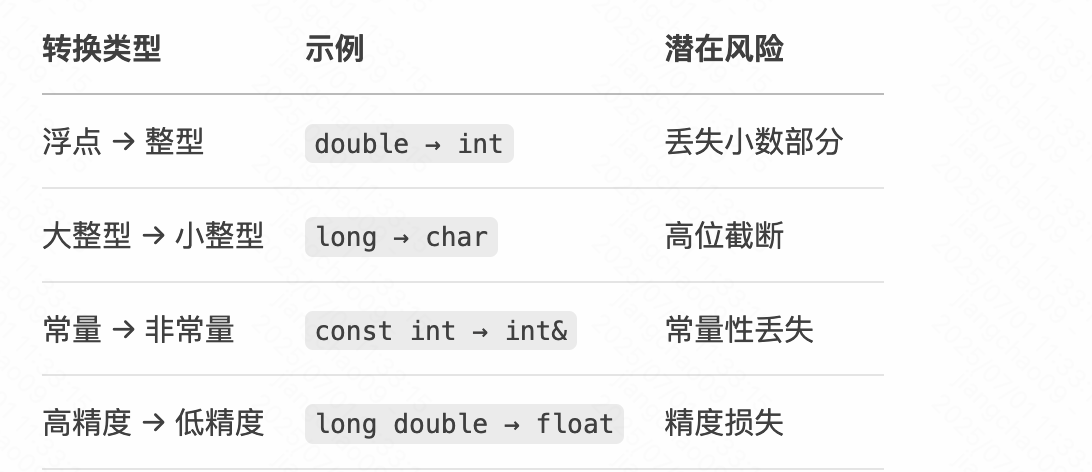 转换类型 示例 潜在风险
浮点 → 整型 double → int 丢失小数部分
大整型 → 小整型 long → char 高位截断
常量 → 非常量 const int → int& 常量性丢失
高精度 → 低精度 long double → float 精度损失